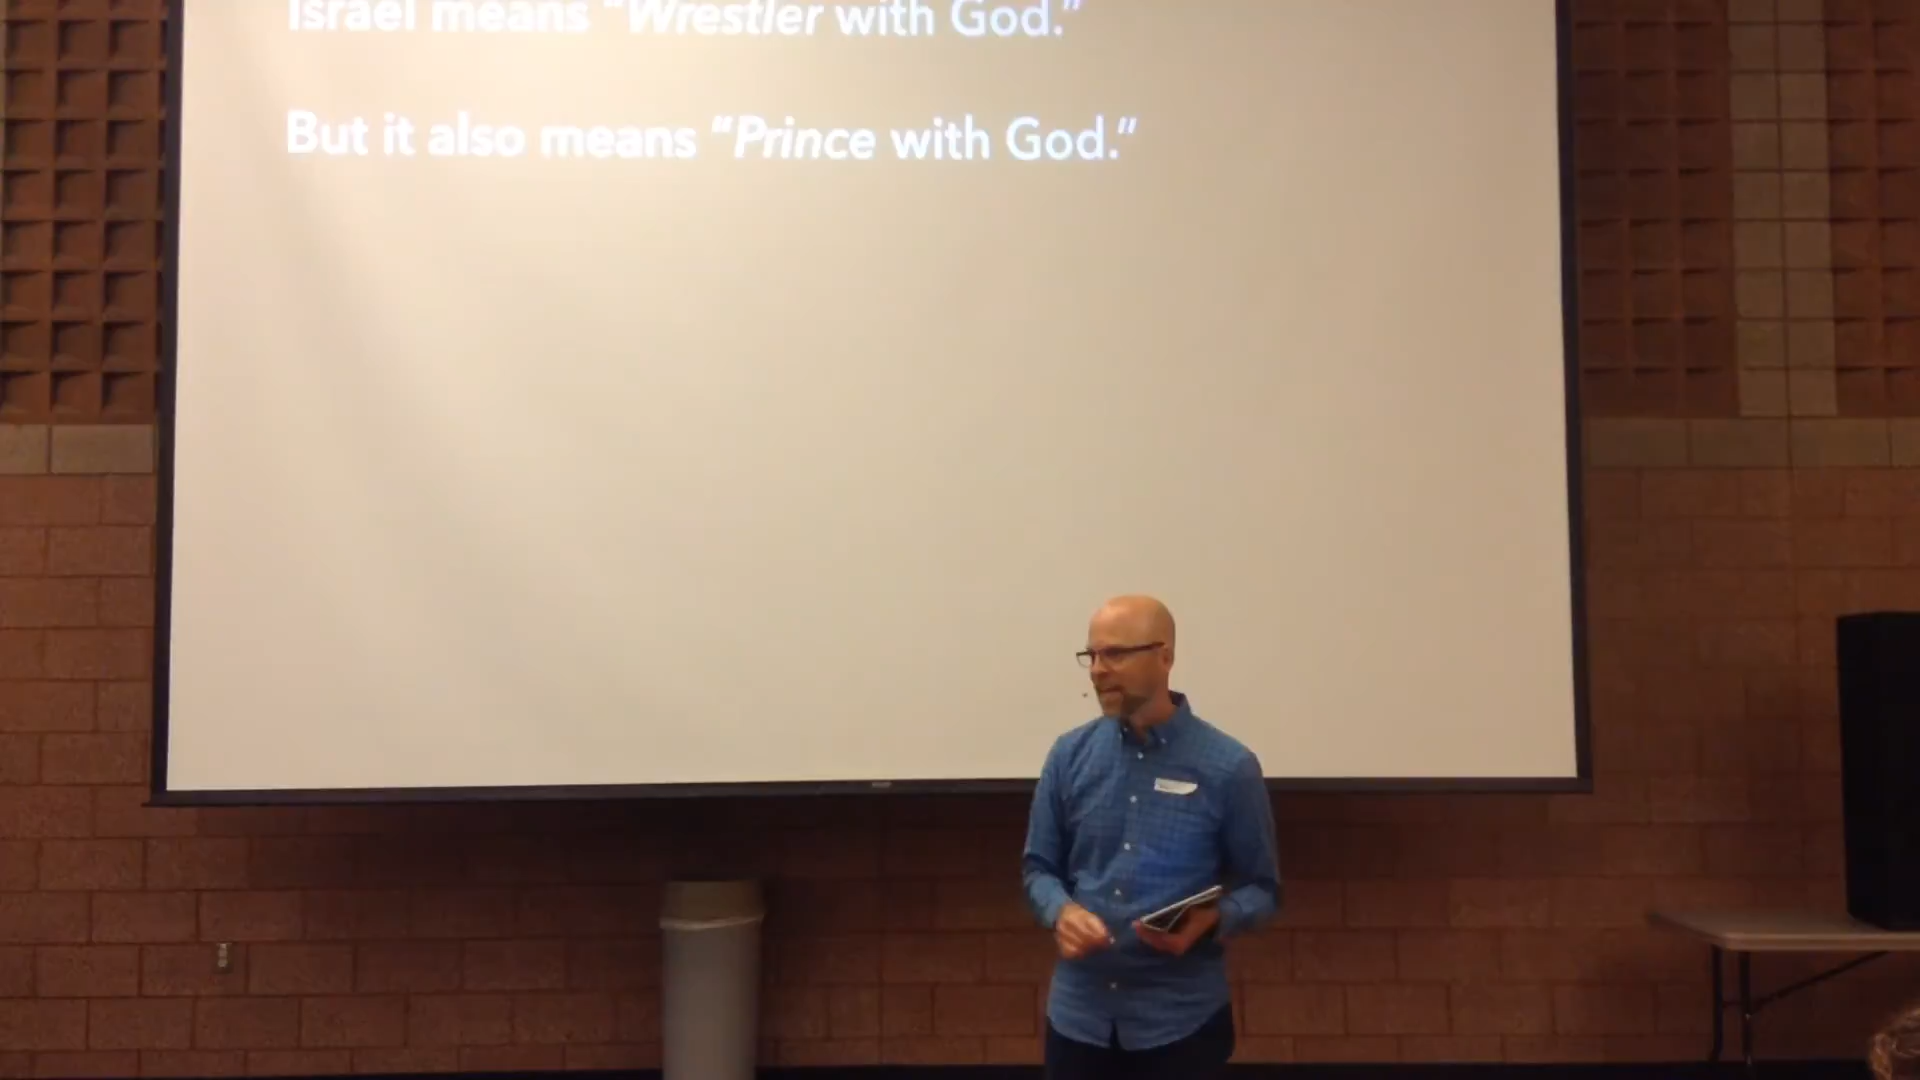 Israel means "Wrestler with God."
But it also means "Prince with God."